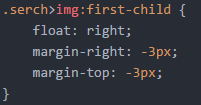 .serch>img:first-child {
    float: right;
    margin-right: -3px;
    margin-top: -3px;
}